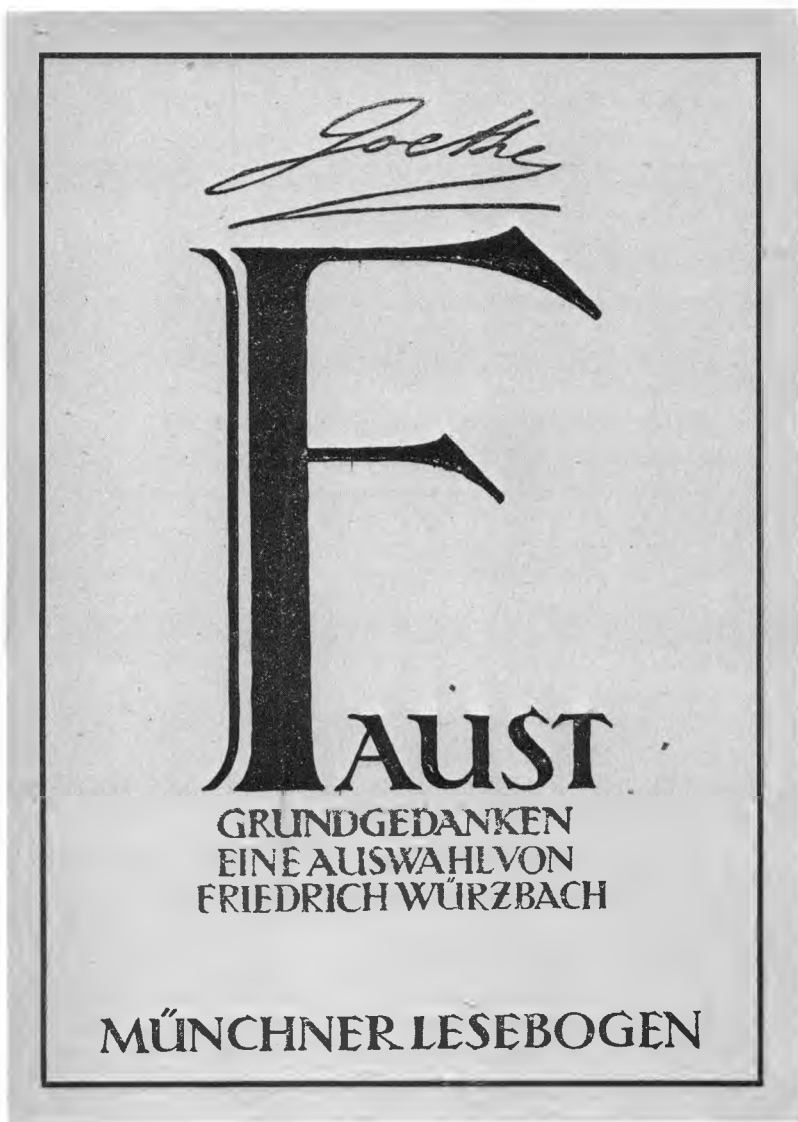 Goethe
FAUST
GRUNDGEDANKEN
EINE AUSWAHL VON
FRIEDRICH WÜRZBACH
MÜNCHNER LESEBOGEN